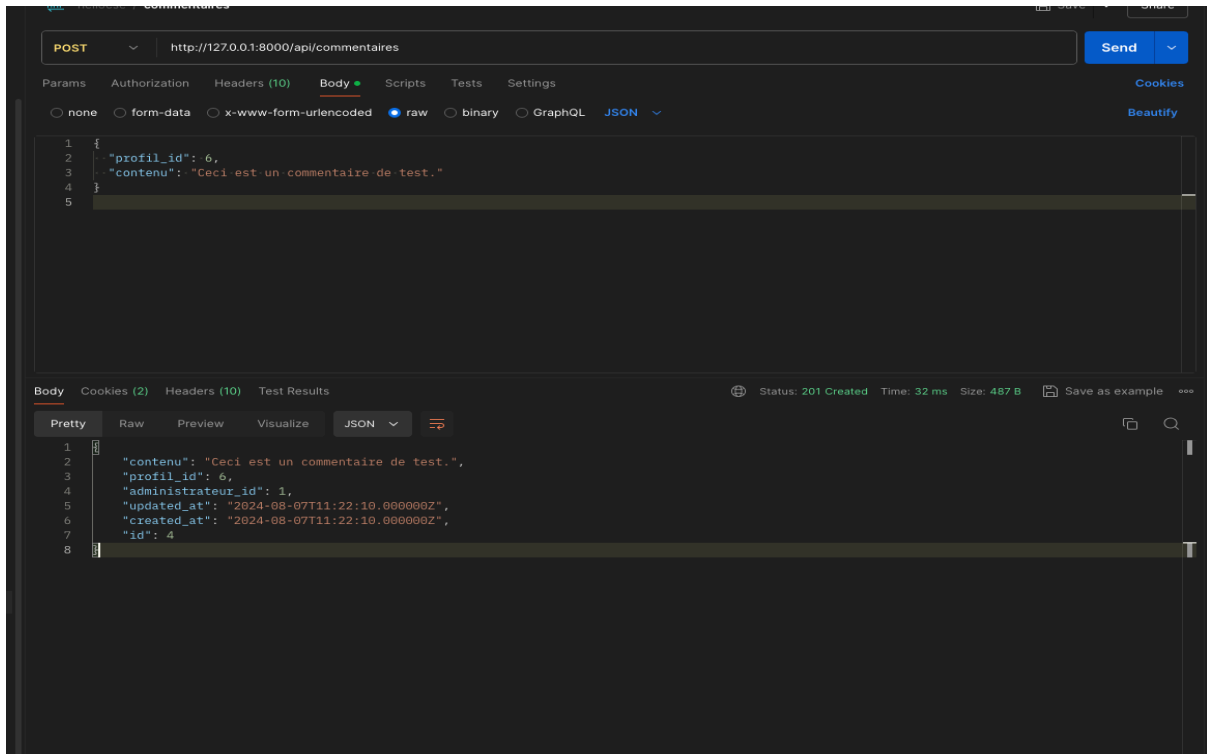 commentaires
Save
Share
POST http://127.0.0.1:8000/api/commentaires Send
Params Authorization Headers (10) Body Scripts Tests Settings Cookies
none form-data x-www-form-urlencoded raw binary GraphQL JSON Beautify
1 {
2 "profil_id": 6,
3 "contenu": "Ceci est un commentaire de test."
4 }
5
Body Cookies (2) Headers (10) Test Results Status: 201 Created Time: 32 ms Size: 487 B Save as example
Pretty Raw Preview Visualize JSON
1 {
2 "contenu": "Ceci est un commentaire de test.",
3 "profil_id": 6,
4 "administrateur_id": 1,
5 "updated_at": "2024-08-07T11:22:10.000000Z",
6 "created_at": "2024-08-07T11:22:10.000000Z",
7 "id": 4
8 }